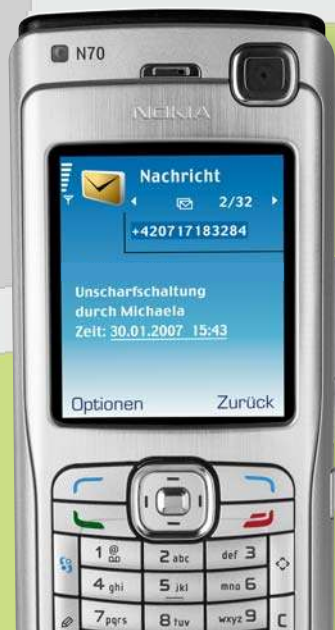 N70
NOKIA
Nachricht
2/32
+420717183284
Unscharfschaltung
durch Michaela
Zeit: 30.01.2007 15:43
Optionen Zurück
1 @ 2 abc def 3
4 ghi 5 jkl mno 6
7 pqrs 8 tuv wxyz 9 C